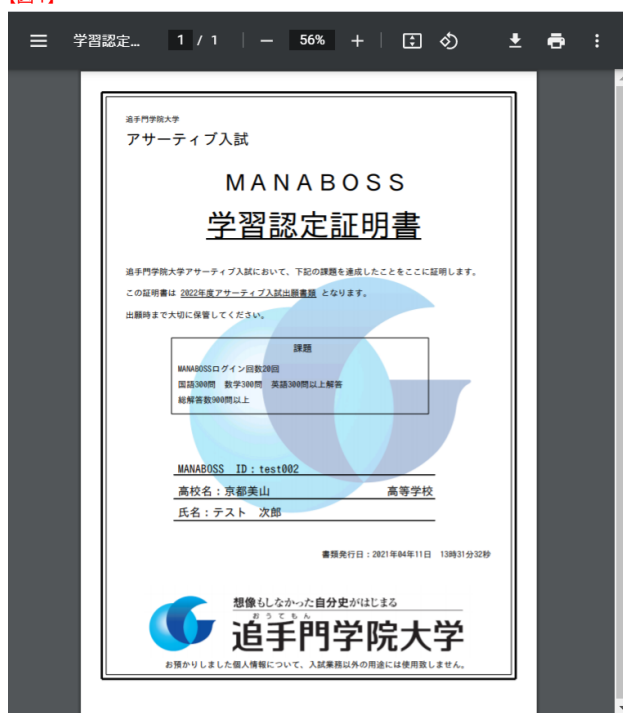 学習認定...
1 / 1
56%
追手門学院大学
アサーティブ入試
MANABOSS
学習認定証明書
追手門学院大学アサーティブ入試において、下記の課題を達成したことをここに証明します。
この証明書は 2022年度アサーティブ入試出願書類 となります。
出願時まで大切に保管してください。
課題
MANABOSSログイン回数20回
国語300問 数学300問 英語300問以上解答
総解答数900問以上
MANABOSS ID：test002
高校名：京都美山 高等学校
氏名：テスト 次郎
書類発行日：2021年04年11日 13時31分32秒
想像もしなかった自分史がはじまる
おうてもん
追手門学院大学
お預かりしました個人情報について、入試業務以外の用途には使用致しません。